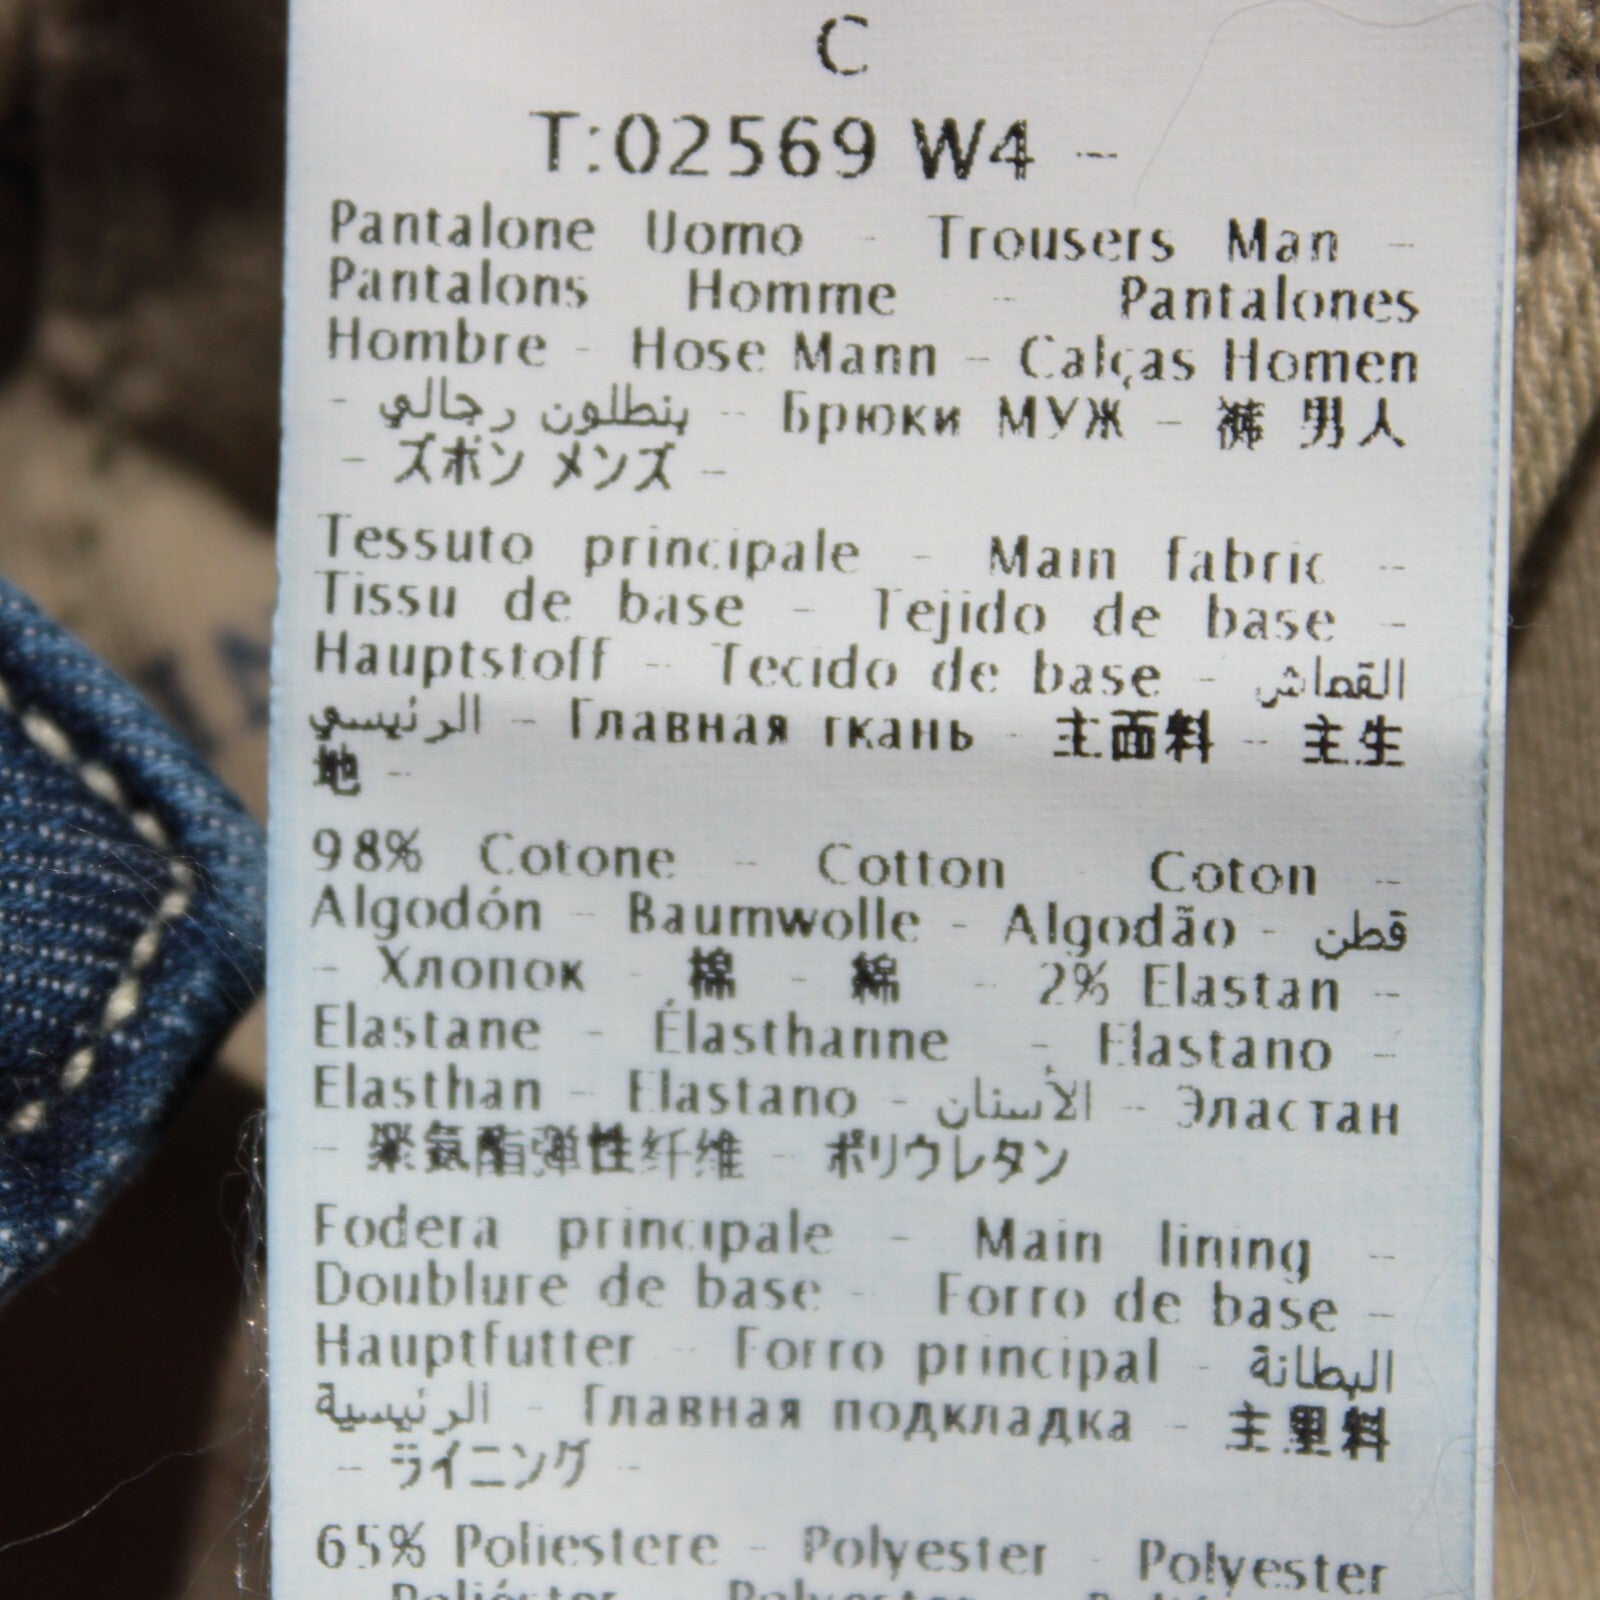 C
T:02569 W4 -
Pantalone Uomo - Trousers Man -
Pantalons Homme - Pantalones
Hombre - Hose Mann - Calças Homen
- بنطلون رجالي - Брюки МУЖ - 裤 男人
- ズボン メンズ -
Tessuto principale - Main fabric -
Tissu de base - Tejido de base -
Hauptstoff - Tecido de base - القماش
الرئيسي - Главная ткань - 主面料 - 主生
地 -
98% Cotone - Cotton - Coton -
Algodón - Baumwolle - Algodão - قطن
- Хлопок - 棉 - 綿 - 2% Elastan -
Elastane - Élasthanne - Elastano -
Elasthan - Elastano - الأسنان - Эластан
- 聚氨酯弹性纤维 - ポリウレタン
Fodera principale - Main lining -
Doublure de base - Forro de base -
Hauptfutter - Forro principal - البطانة
الرئيسية - Главная подкладка - 主里料
- ライニング -
65% Poliestere - Polyester - Polyester